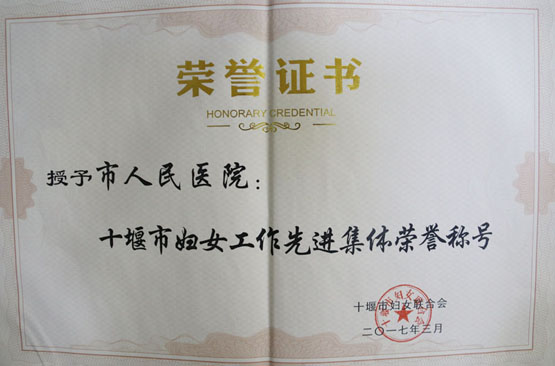 荣誉证书
HONORARY CREDENTIAL
授予市人民医院：
十堰市妇女工作先进集体荣誉称号
十堰市妇女联合会
二〇一七年三月